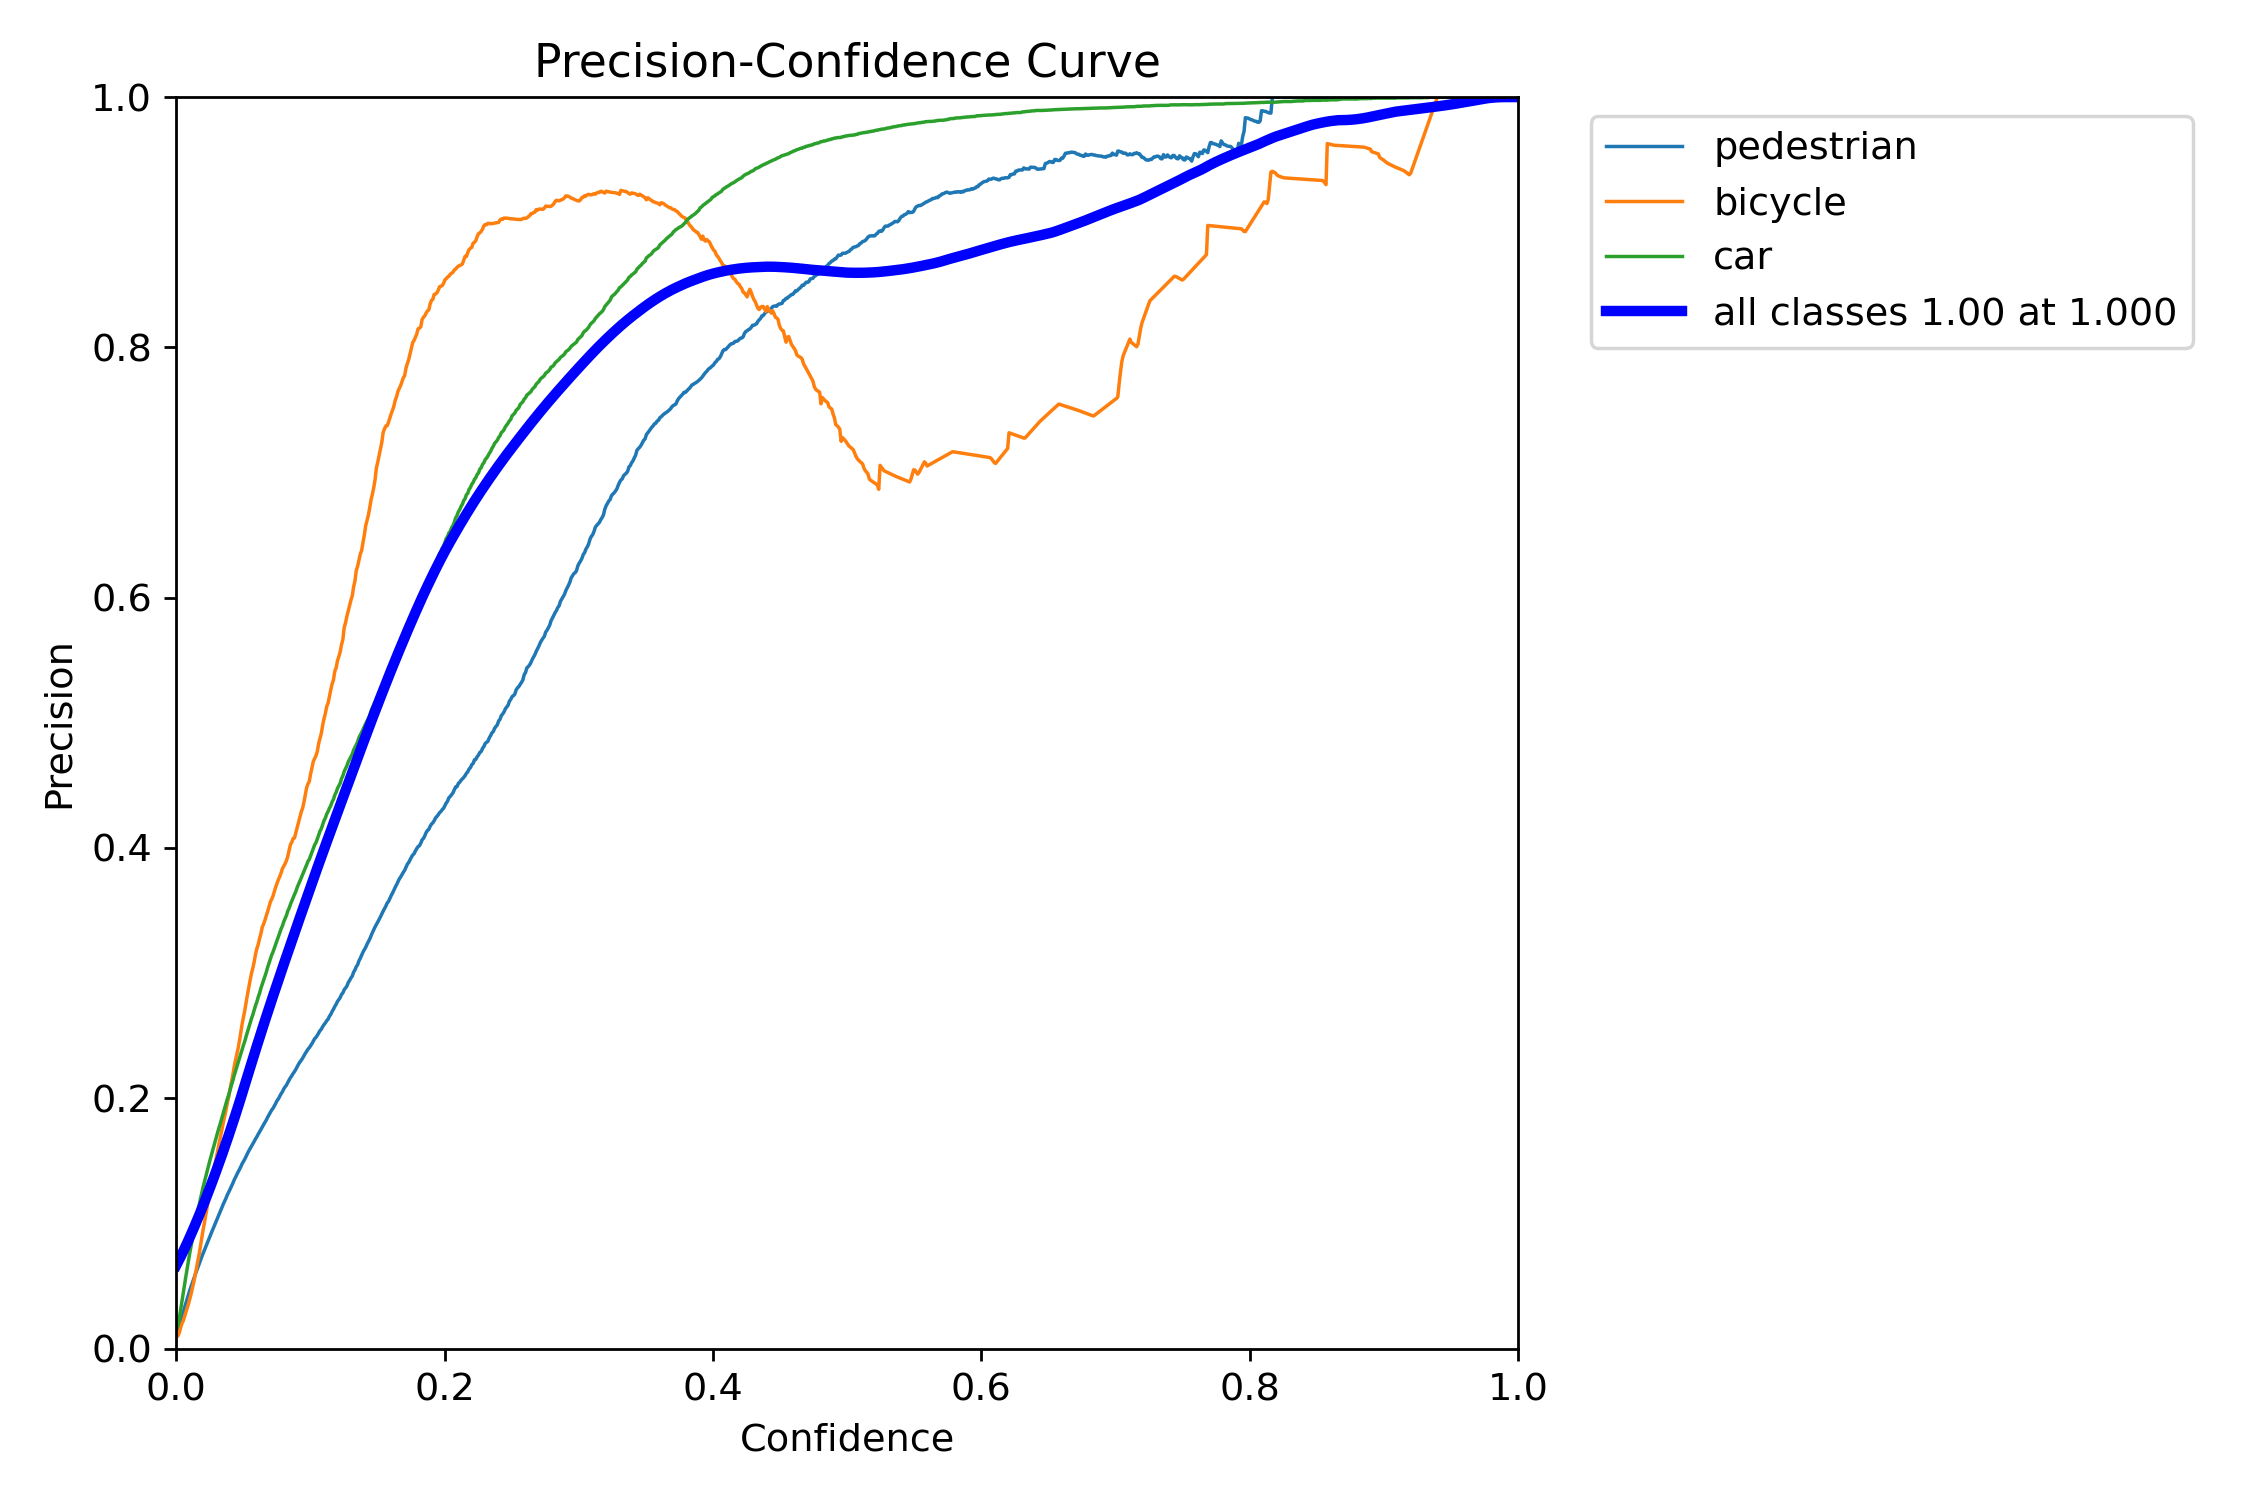 Precision-Confidence Curve
1.0
0.8
0.6
0.4
0.2
0.0
Precision
0.0 0.2 0.4 0.6 0.8 1.0
Confidence
pedestrian
bicycle
car
all classes 1.00 at 1.000